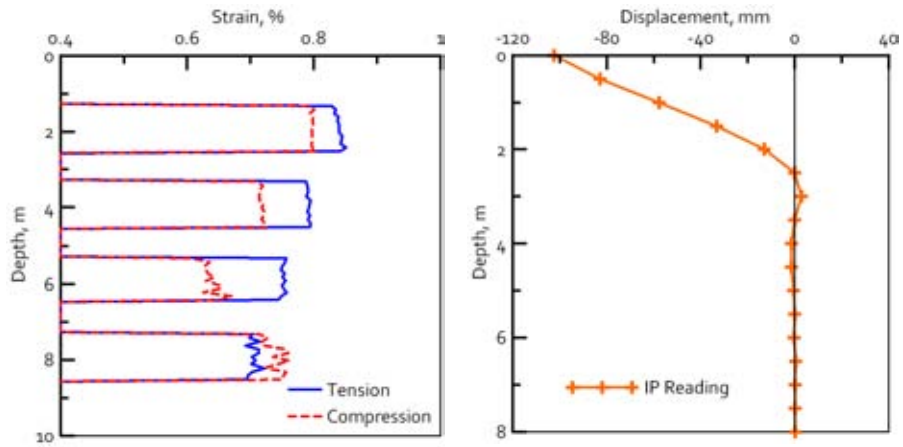 Strain, %
0.4 0.6 0.8 1
0
2
4
6
8
10
Depth, m
Tension
Compression
Displacement, mm
-120 -80 -40 0 40
0
2
4
6
8
Depth, m
IP Reading